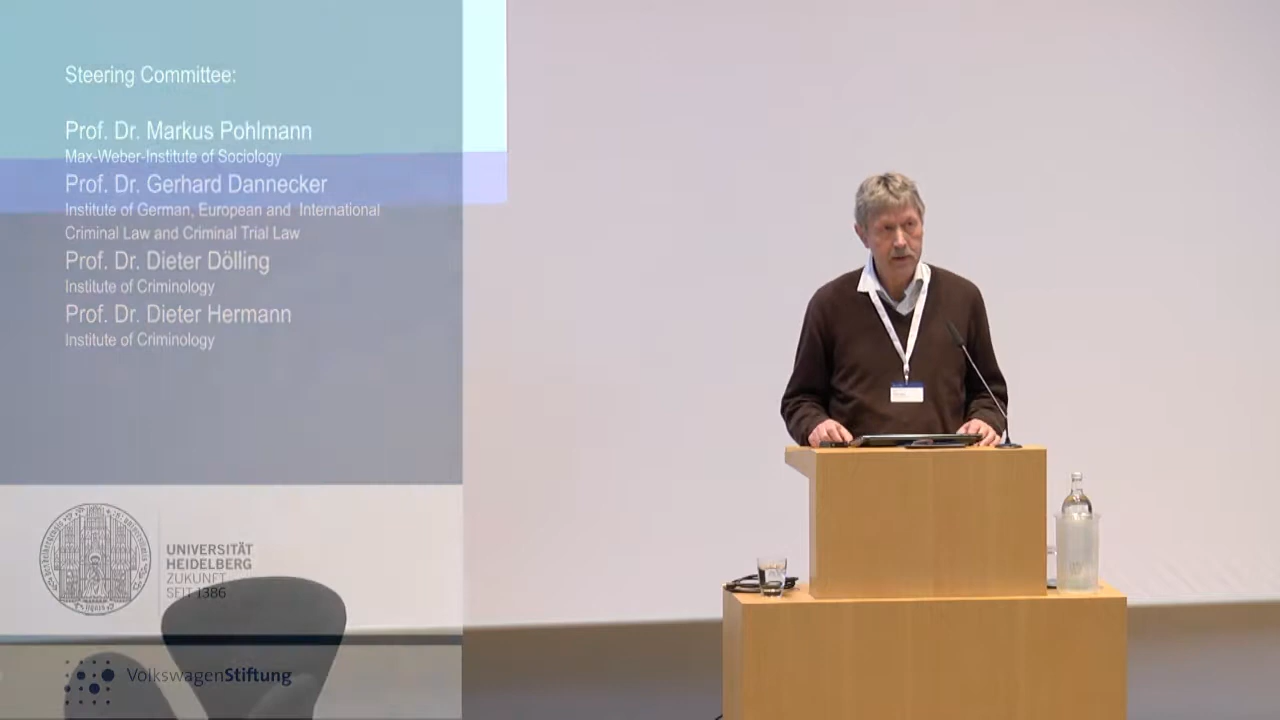 Steering Committee:
Prof. Dr. Markus Pohlmann
Max-Weber-Institute of Sociology
Prof. Dr. Gerhard Dannecker
Institute of German, European and International
Criminal Law and Criminal Trial Law
Prof. Dr. Dieter Dölling
Institute of Criminology
Prof. Dr. Dieter Hermann
Institute of Criminology
UNIVERSITÄT
HEIDELBERG
ZUKUNFT
SEIT 1386
VolkswagenStiftung